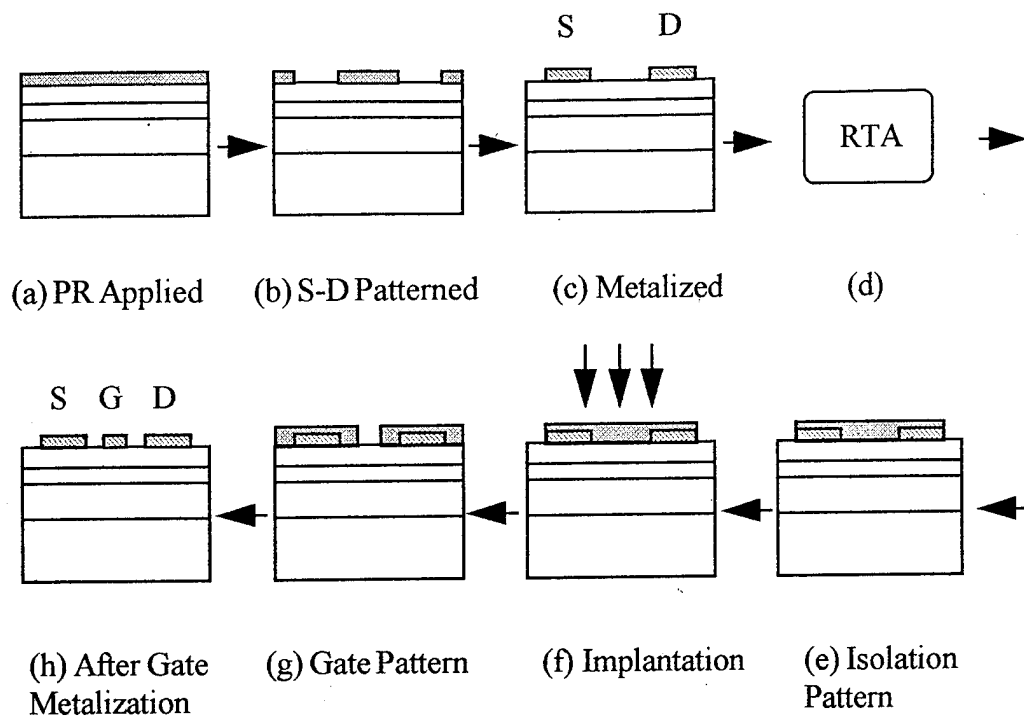 S D
RTA
(a) PR Applied
(b) S-D Patterned
(c) Metalized
(d)
S G D
(h) After Gate
Metalization
(g) Gate Pattern
(f) Implantation
(e) Isolation
Pattern